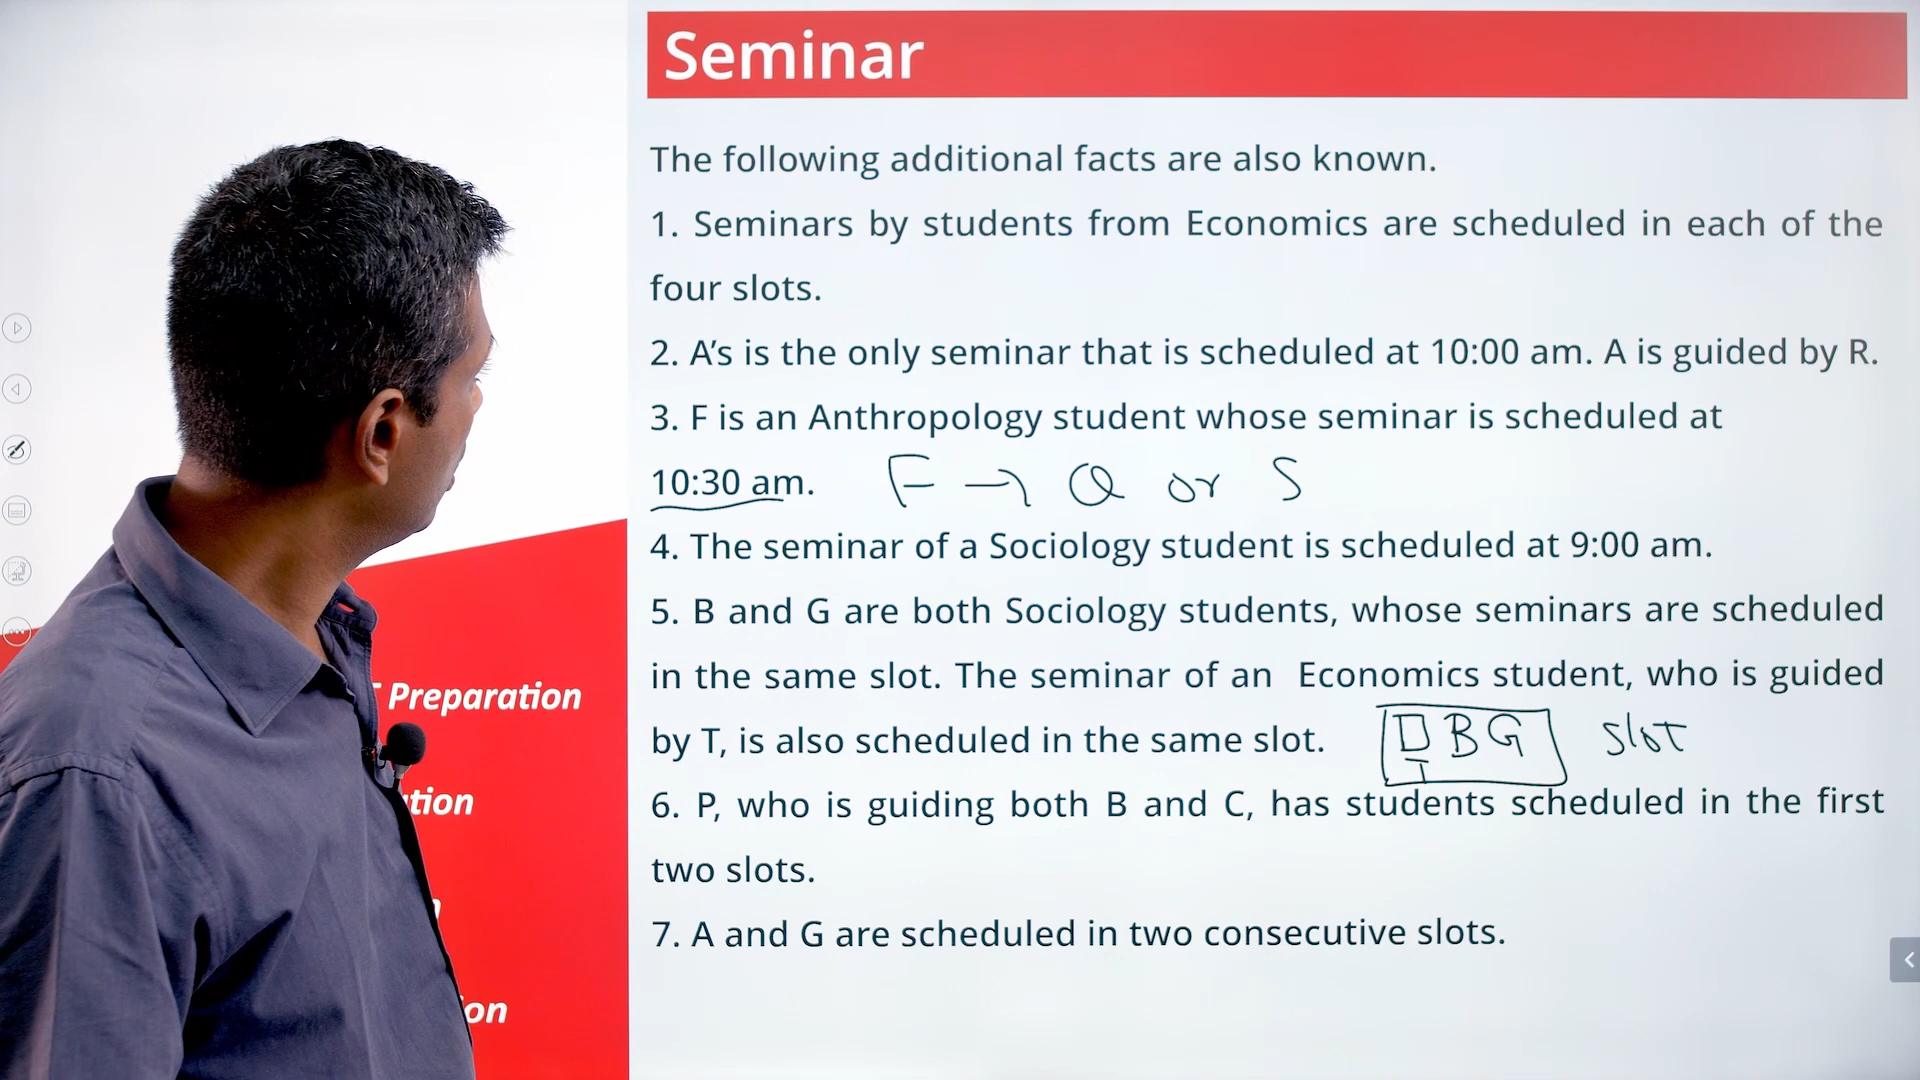 Seminar
The following additional facts are also known.
1. Seminars by students from Economics are scheduled in each of the
four slots.
2. A's is the only seminar that is scheduled at 10:00 am. A is guided by R.
3. F is an Anthropology student whose seminar is scheduled at
10:30 am. F → Q or S
4. The seminar of a Sociology student is scheduled at 9:00 am.
5. B and G are both Sociology students, whose seminars are scheduled
in the same slot. The seminar of an Economics student, who is guided
by T, is also scheduled in the same slot. B G slot
T
6. P, who is guiding both B and C, has students scheduled in the first
two slots.
7. A and G are scheduled in two consecutive slots.
Preparation